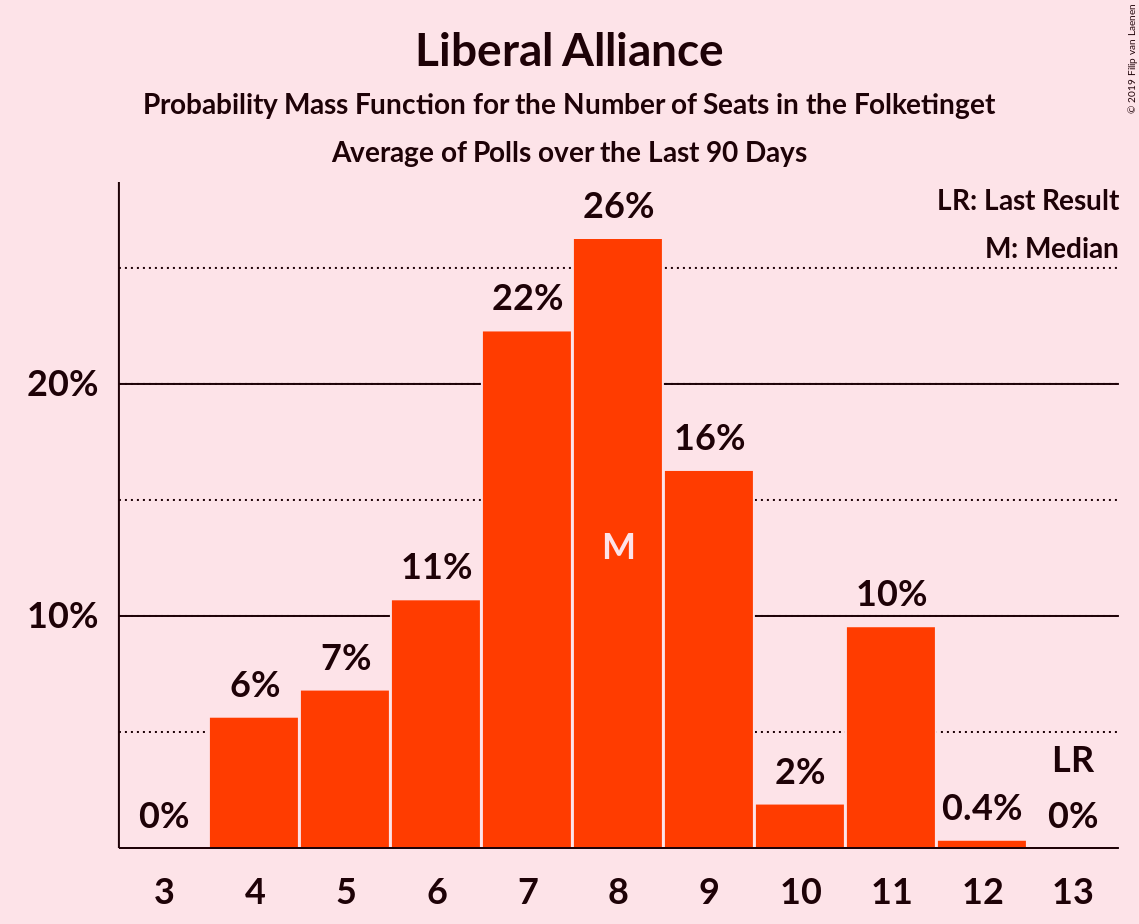 Liberal Alliance
Probability Mass Function for the Number of Seats in the Folketinget
Average of Polls over the Last 90 Days
© 2019 Filip van Laenen
LR: Last Result
M: Median
26%
22%
20%
16%
M
11%
10%
10%
7%
6%
LR
2%
0.4%
0%
0%
3 4 5 6 7 8 9 10 11 12 13